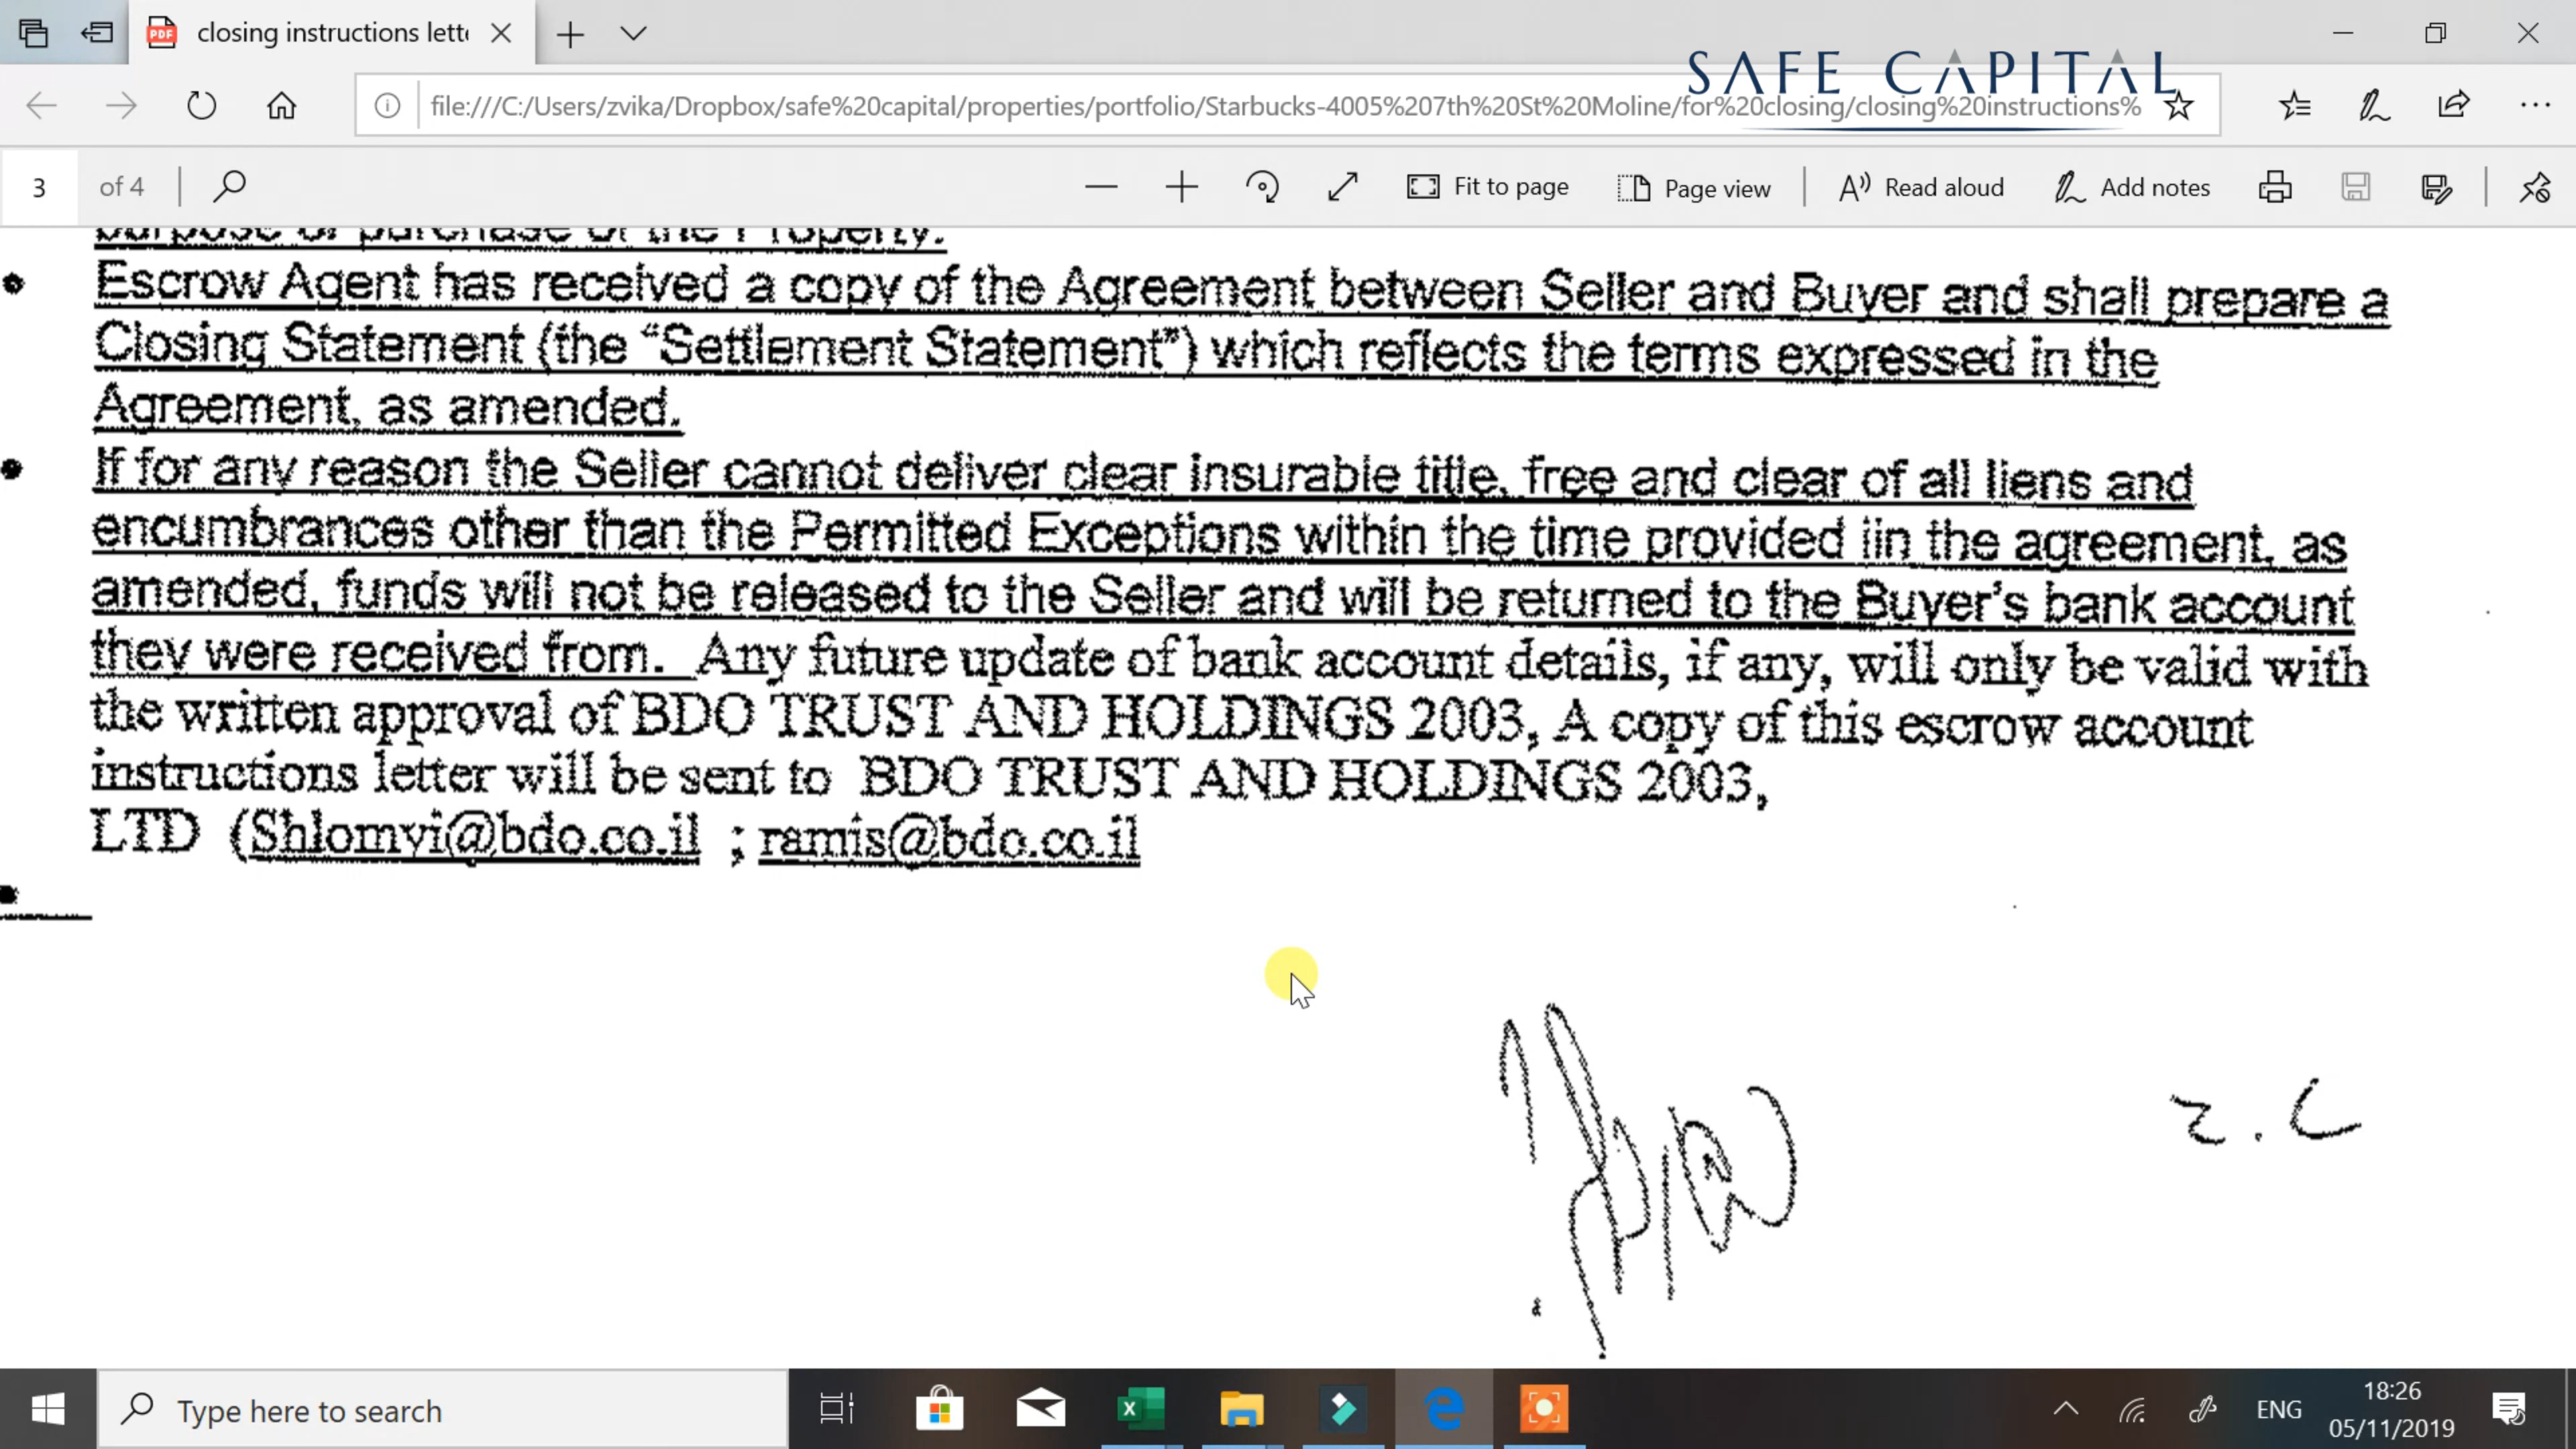 closing instructions lette
SAFE CAPITAL
file:///C:/Users/zvika/Dropbox/safe%20capital/properties/portfolio/Starbucks-4005%207th%20St%20Moline/for%20closing/closing%20instructions%
3 of 4
Fit to page
Page view
Read aloud
Add notes
purpose of purchase of the Property.
• Escrow Agent has received a copy of the Agreement between Seller and Buyer and shall prepare a
Closing Statement (the “Settlement Statement”) which reflects the terms expressed in the
Agreement, as amended.
• If for any reason the Seller cannot deliver clear insurable title, free and clear of all liens and
encumbrances other than the Permitted Exceptions within the time provided iin the agreement, as
amended, funds will not be released to the Seller and will be returned to the Buyer’s bank account
they were received from. Any future update of bank account details, if any, will only be valid with
the written approval of BDO TRUST AND HOLDINGS 2003, A copy of this escrow account
instructions letter will be sent to BDO TRUST AND HOLDINGS 2003,
LTD (Shlomyi@bdo.co.il ; ramis@bdo.co.il
•
z.c
Type here to search
ENG
18:26
05/11/2019